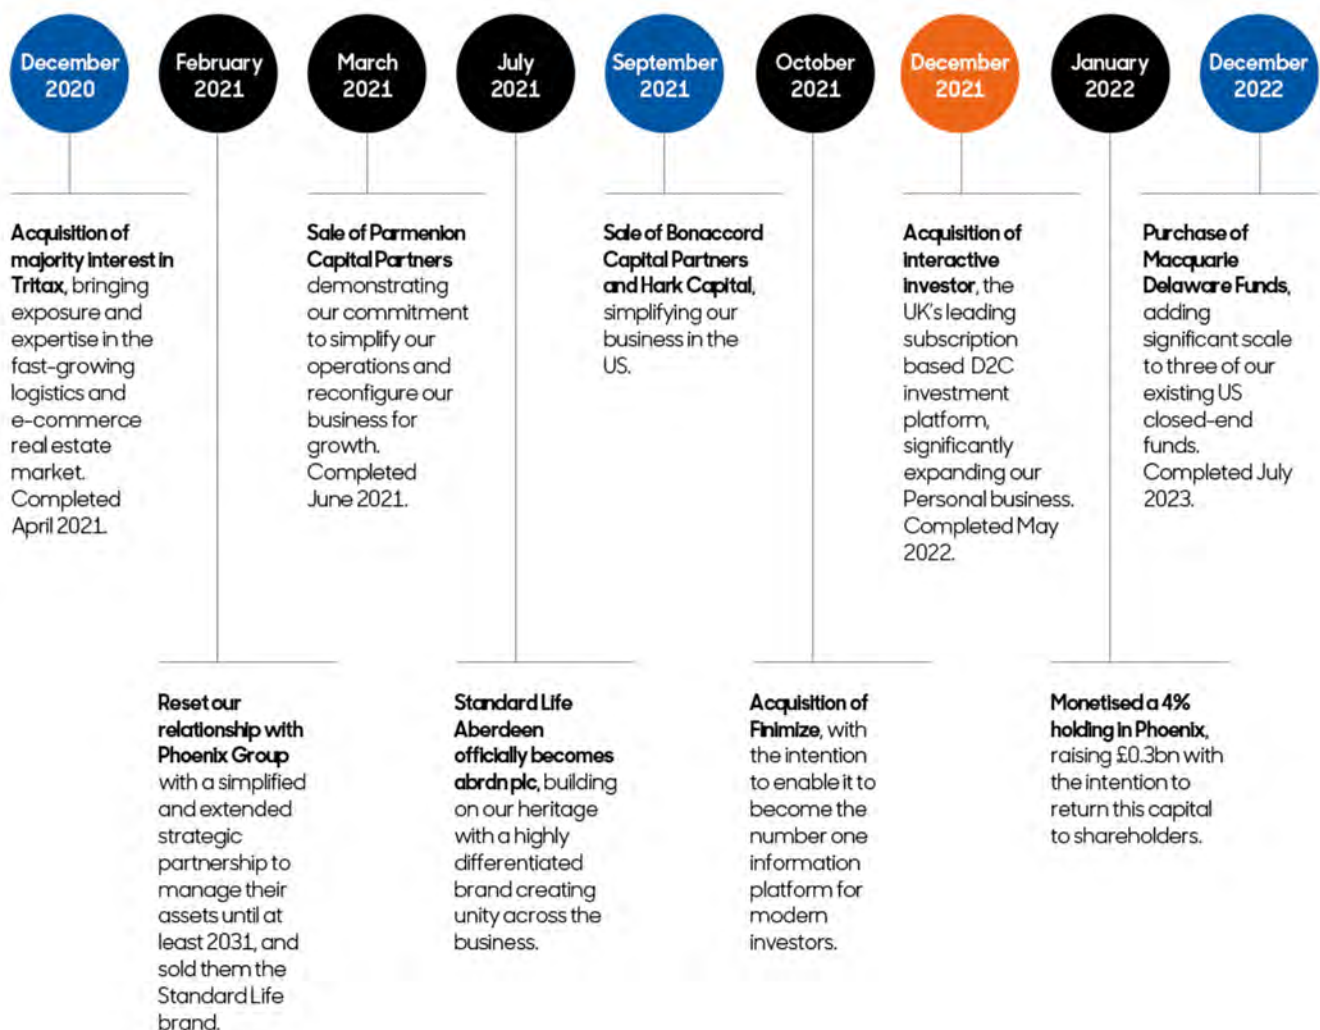 December
2020
February
2021
March
2021
July
2021
September
2021
October
2021
December
2021
January
2022
December
2022
Acquisition of
majority interest in
Tritax, bringing
exposure and
expertise in the
fast-growing
logistics and
e-commerce
real estate
market.
Completed
April 2021.
Sale of Parmenion
Capital Partners
demonstrating
our commitment
to simplify our
operations and
reconfigure our
business for
growth.
Completed
June 2021.
Sale of Bonaccord
Capital Partners
and Hark Capital,
simplifying our
business in the
US.
Acquisition of
interactive
investor, the
UK's leading
subscription
based D2C
investment
platform,
significantly
expanding our
Personal business.
Completed May
2022.
Purchase of
Macquarie
Delaware Funds,
adding
significant scale
to three of our
existing US
closed-end
funds.
Completed July
2023.
Reset our
relationship with
Phoenix Group
with a simplified
and extended
strategic
partnership to
manage their
assets until at
least 2031, and
sold them the
Standard Life
brand.
Standard Life
Aberdeen
officially becomes
abrdn plc, building
on our heritage
with a highly
differentiated
brand creating
unity across the
business.
Acquisition of
Finimize, with
the intention
to enable it to
become the
number one
information
platform for
modern
investors.
Monetised a 4%
holding in Phoenix,
raising £0.3bn with
the intention to
return this capital
to shareholders.